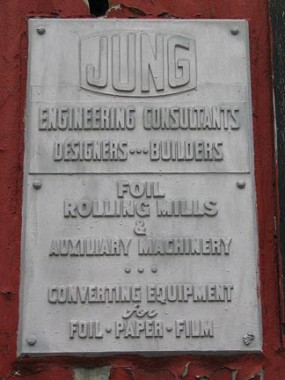 JUNG
ENGINEERING CONSULTANTS
DESIGNERS···BUILDERS
FOIL
ROLLING MILLS
&
AUXILIARY MACHINERY
···
CONVERTING EQUIPMENT
for
FOIL·PAPER·FILM